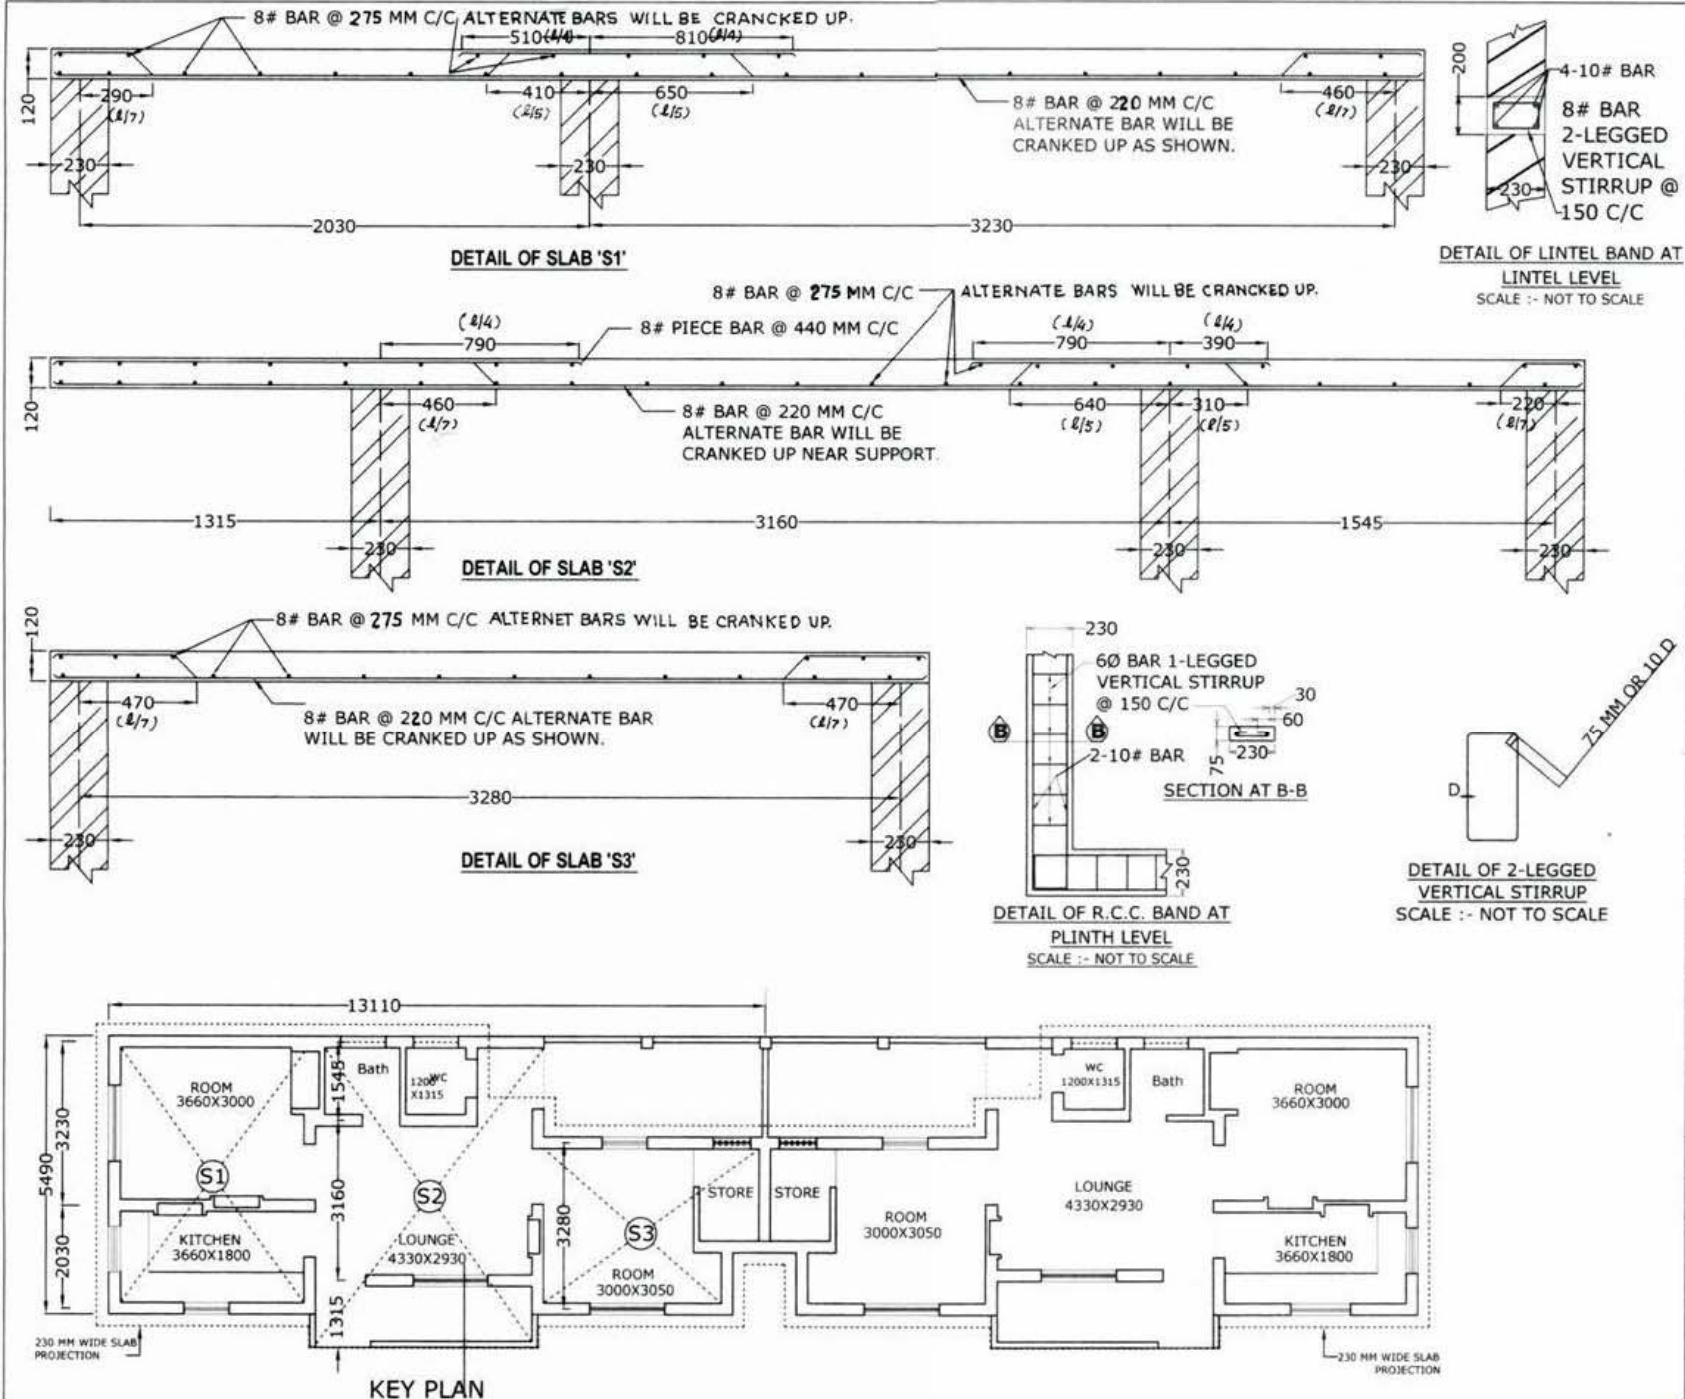 8# BAR @ 275 MM C/C ALTERNATE BARS WILL BE CRANCKED UP.
510(l/4) 810(l/4)
120
290
(l/7)
410
(l/5)
650
(l/5)
8# BAR @ 220 MM C/C
ALTERNATE BAR WILL BE
CRANKED UP AS SHOWN.
460
(l/7)
230 230 230
2030 3230
DETAIL OF SLAB 'S1'
200
4-10# BAR
8# BAR
2-LEGGED
VERTICAL
STIRRUP @
150 C/C
230
DETAIL OF LINTEL BAND AT
LINTEL LEVEL
SCALE :- NOT TO SCALE
8# BAR @ 275 MM C/C ALTERNATE BARS WILL BE CRANCKED UP.
(l/4)
790
8# PIECE BAR @ 440 MM C/C
(l/4)
790
(l/4)
390
120
460
(l/7)
8# BAR @ 220 MM C/C
ALTERNATE BAR WILL BE
CRANKED UP NEAR SUPPORT.
640
(l/5)
310
(l/5)
220
(l/7)
1315 3160 1545
230 230 230
DETAIL OF SLAB 'S2'
120
8# BAR @ 275 MM C/C ALTERNET BARS WILL BE CRANKED UP.
470
(l/7)
8# BAR @ 220 MM C/C ALTERNATE BAR
WILL BE CRANKED UP AS SHOWN.
470
(l/7)
3280
230 230
DETAIL OF SLAB 'S3'
230
6Ø BAR 1-LEGGED
VERTICAL STIRRUP
@ 150 C/C
B B
2-10# BAR
30
60
75
230
SECTION AT B-B
230
DETAIL OF R.C.C. BAND AT
PLINTH LEVEL
SCALE :- NOT TO SCALE
75 MM OR 10 D
D
DETAIL OF 2-LEGGED
VERTICAL STIRRUP
SCALE :- NOT TO SCALE
13110
5490
3230
2030
ROOM
3660X3000
S1
KITCHEN
3660X1800
1545
3160
1315
Bath
WC
1200
X1315
S2
LOUNGE
4330X2930
3280
S3
ROOM
3000X3050
STORE
STORE
ROOM
3000X3050
WC
1200X1315
Bath
LOUNGE
4330X2930
ROOM
3660X3000
KITCHEN
3660X1800
230 MM WIDE SLAB
PROJECTION
230 MM WIDE SLAB
PROJECTION
KEY PLAN